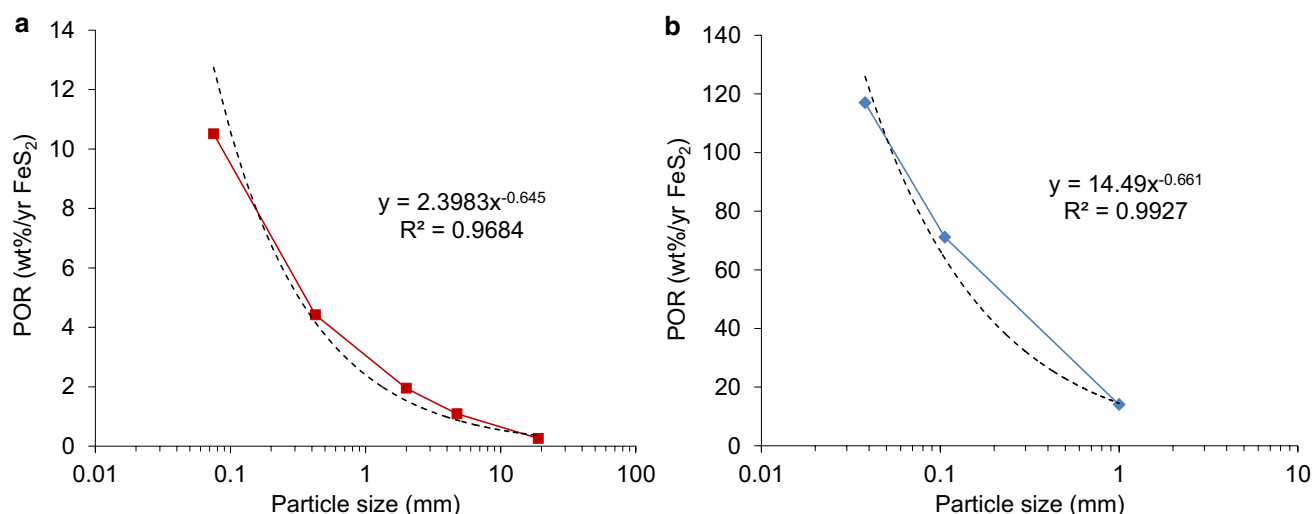 a
14
12
10
8
6
4
2
0
POR (wt%/yr FeS₂)
y = 2.3983x⁻⁰·⁶⁴⁵
R² = 0.9684
0.01 0.1 1 10 100
Particle size (mm)
b
140
120
100
80
60
40
20
0
POR (wt%/yr FeS₂)
y = 14.49x⁻⁰·⁶⁶¹
R² = 0.9927
0.01 0.1 1 10
Particle size (mm)